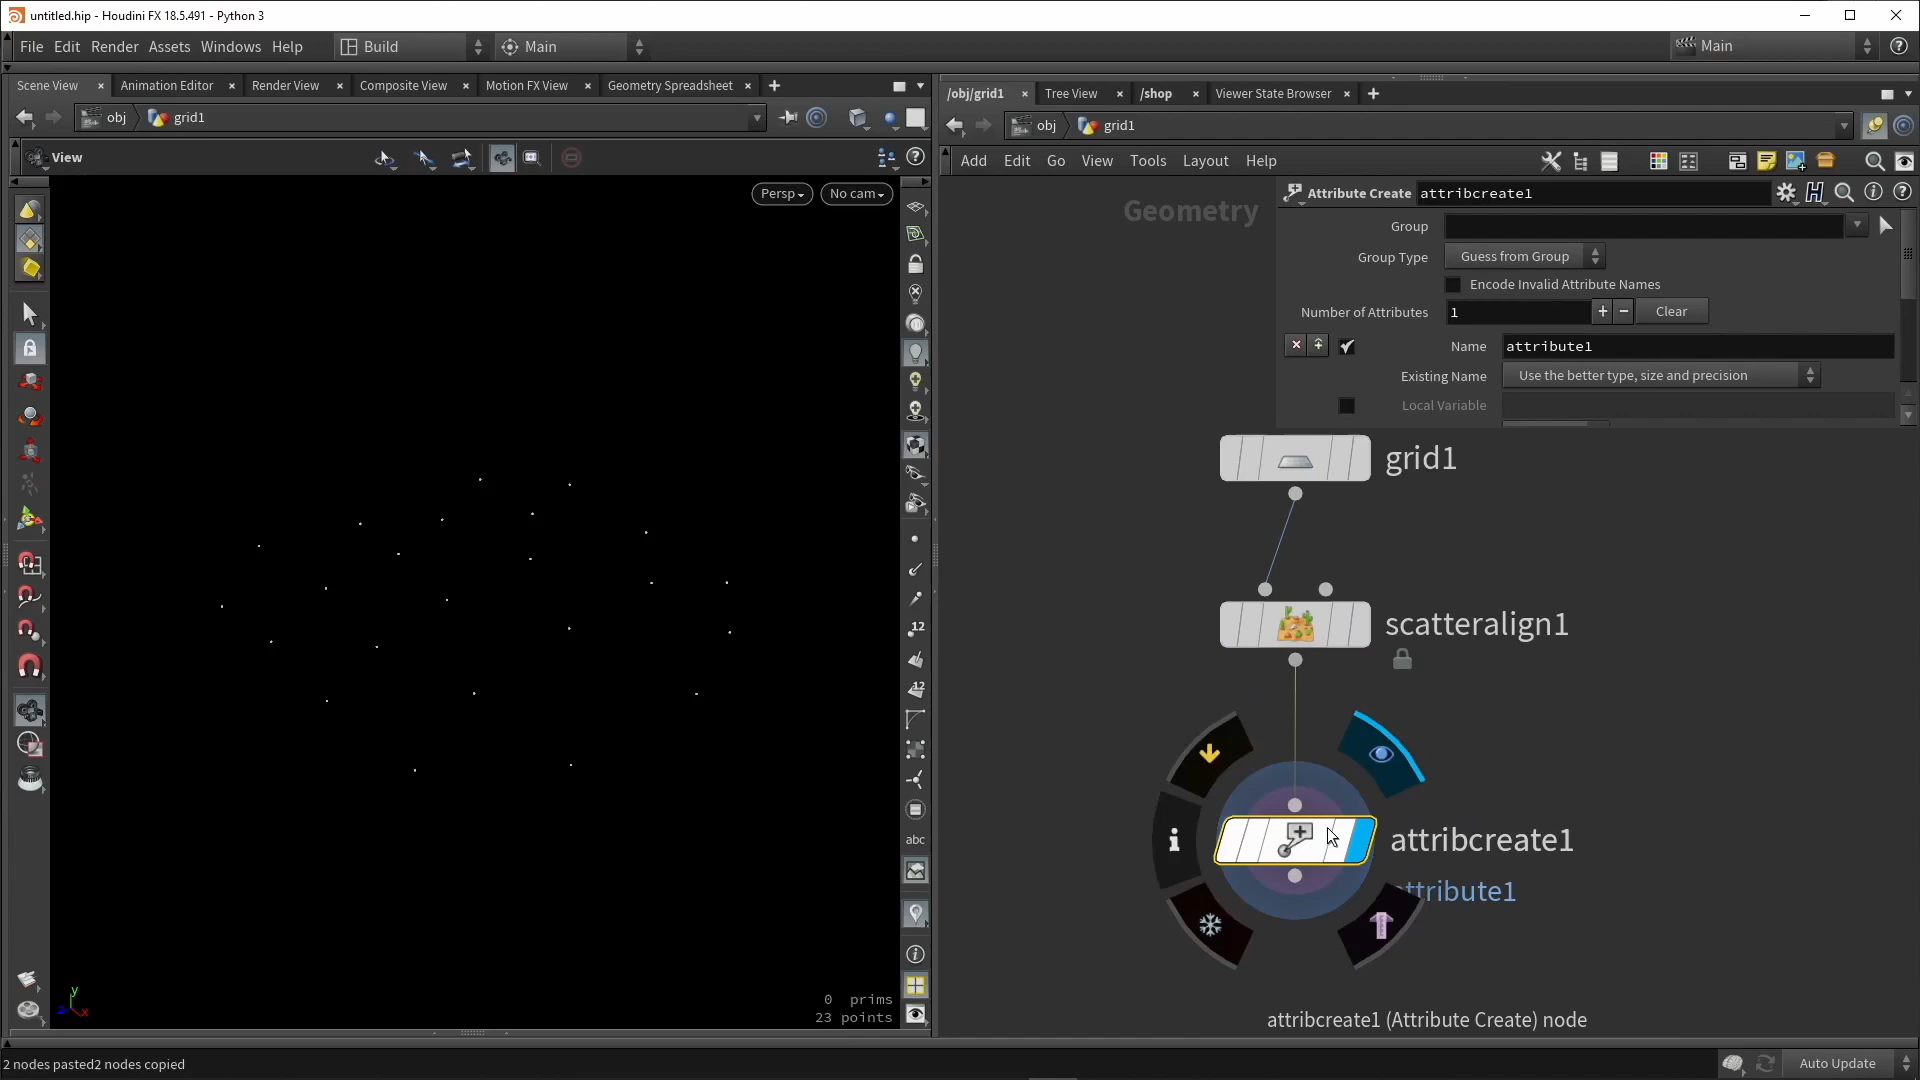 untitled.hip - Houdini FX 18.5.491 - Python 3
File Edit Render Assets Windows Help
Build
Main
Main
Scene View
Animation Editor
Render View
Composite View
Motion FX View
Geometry Spreadsheet
/obj/grid1
Tree View
/shop
Viewer State Browser
obj
grid1
obj
grid1
View
Add Edit Go View Tools Layout Help
Persp
No cam
Geometry
Attribute Create attribcreate1
Group
Group Type Guess from Group
Encode Invalid Attribute Names
Number of Attributes 1 + - Clear
Name attribute1
Existing Name Use the better type, size and precision
Local Variable
grid1
scatteralign1
attribcreate1
ttribute1
12
12
abc
y
x
z
0 prims
23 points
attribcreate1 (Attribute Create) node
2 nodes pasted2 nodes copied
Auto Update